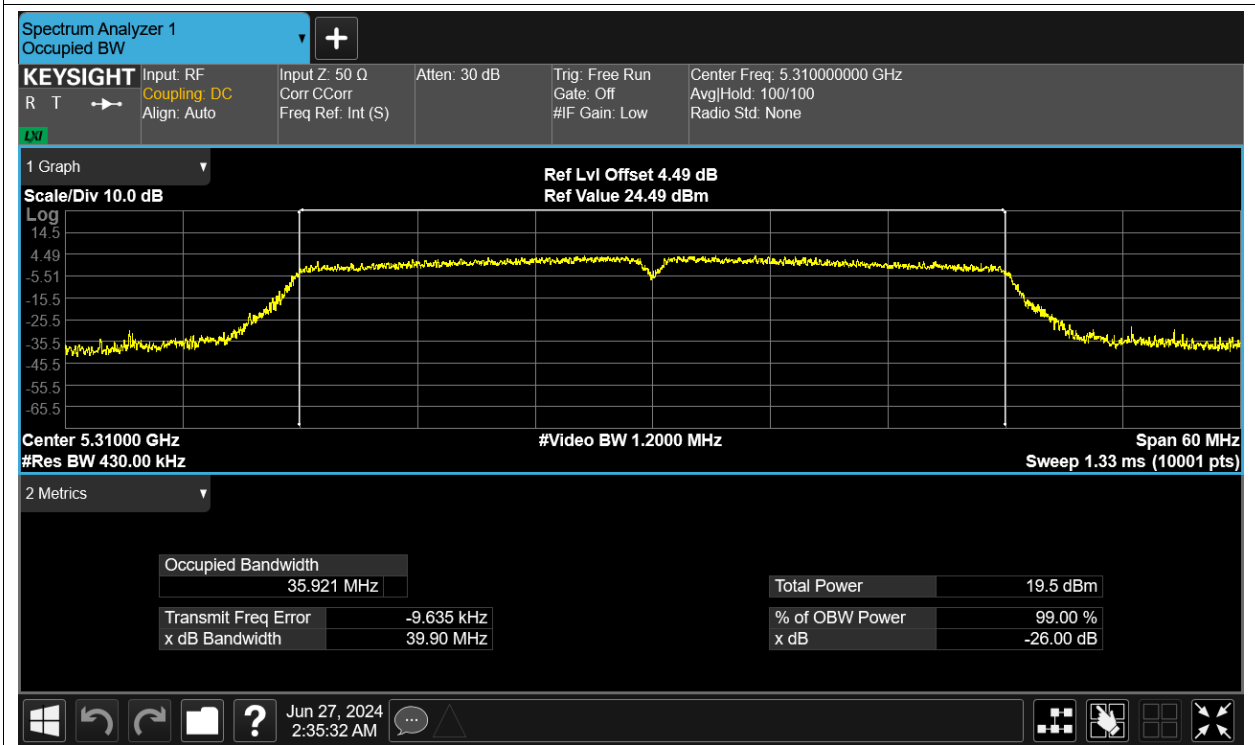 Spectrum Analyzer 1
Occupied BW
KEYSIGHT
R T
LXI
Input: RF
Coupling: DC
Align: Auto
Input Z: 50 Ω
Corr CCorr
Freq Ref: Int (S)
Atten: 30 dB
Trig: Free Run
Gate: Off
#IF Gain: Low
Center Freq: 5.310000000 GHz
Avg|Hold: 100/100
Radio Std: None
1 Graph
Scale/Div 10.0 dB
Ref Lvl Offset 4.49 dB
Ref Value 24.49 dBm
Log
14.5
4.49
-5.51
-15.5
-25.5
-35.5
-45.5
-55.5
-65.5
Center 5.31000 GHz
#Video BW 1.2000 MHz
Span 60 MHz
#Res BW 430.00 kHz
Sweep 1.33 ms (10001 pts)
2 Metrics
Occupied Bandwidth
35.921 MHz
Total Power 19.5 dBm
Transmit Freq Error -9.635 kHz
% of OBW Power 99.00 %
x dB Bandwidth 39.90 MHz
x dB -26.00 dB
?
Jun 27, 2024
2:35:32 AM